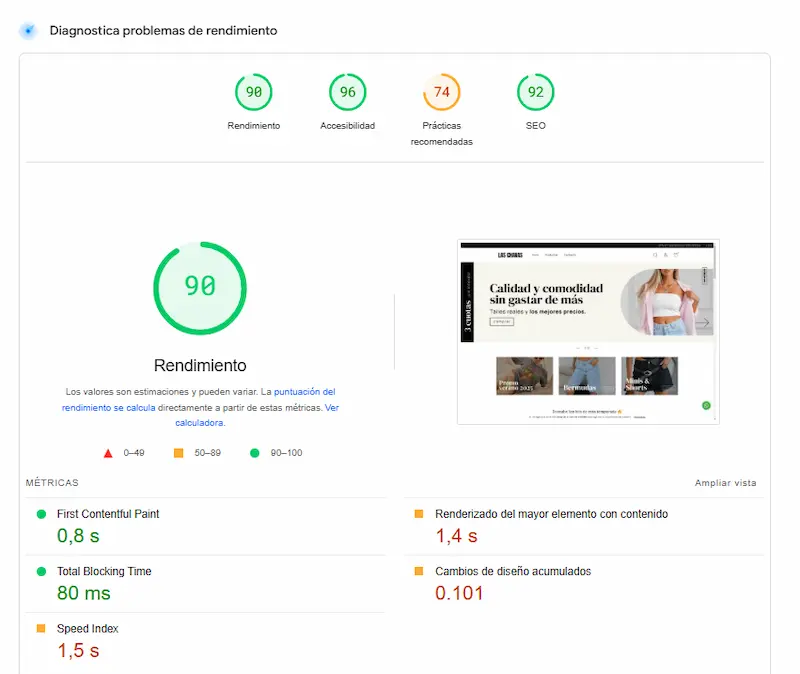 Diagnostica problemas de rendimiento
90
96
74
92
Rendimiento
Accesibilidad
Prácticas
recomendadas
SEO
90
Rendimiento
Los valores son estimaciones y pueden variar. La puntuación del
rendimiento se calcula directamente a partir de estas métricas. Ver
calculadora.
0–49
50–89
90–100
LAS CHAVAS
3 cuotas
Calidad y comodidad
sin gastar de más
Talles reales y los mejores precios.
Promo
verano 2025
Bermudas
Minis &
Shorts
MÉTRICAS
Ampliar vista
First Contentful Paint
0,8 s
Renderizado del mayor elemento con contenido
1,4 s
Total Blocking Time
80 ms
Cambios de diseño acumulados
0.101
Speed Index
1,5 s